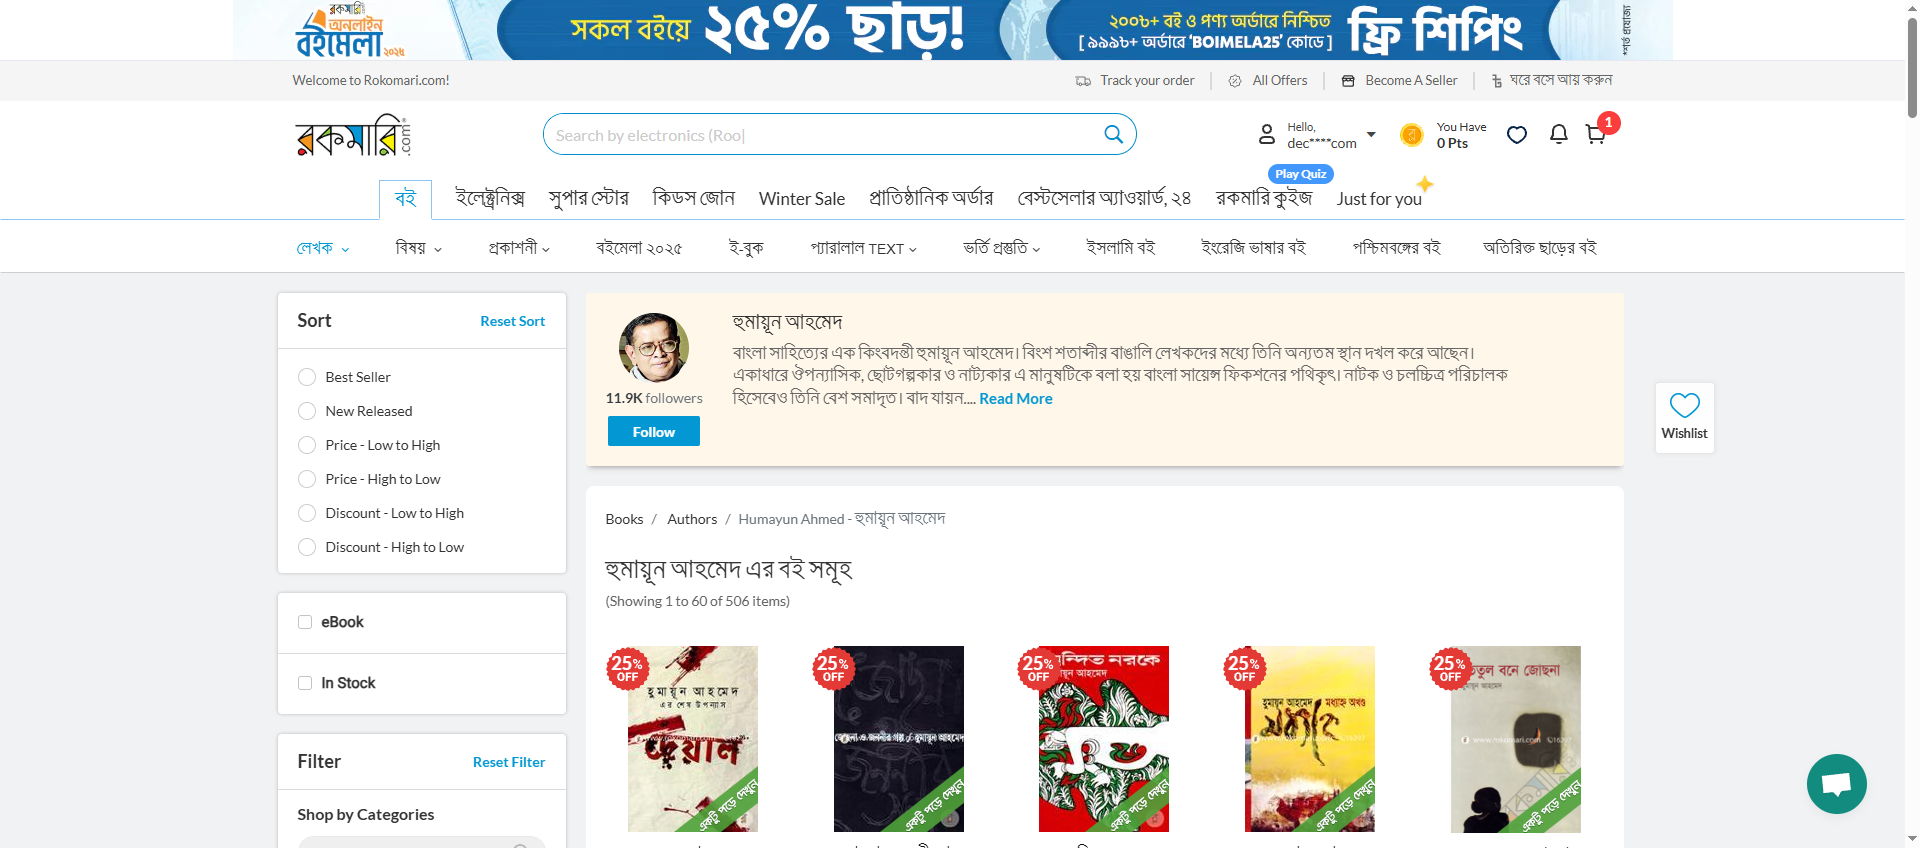 রকমারি
অনলাইন
বইমেলা ২০২৫
সকল বইয়ে ২৫% ছাড়!
২০০৳+ বই ও পণ্য অর্ডারে নিশ্চিত
[ ৯৯৯৳+ অর্ডারে 'BOIMELA25' কোডে ]
ফ্রি শিপিং
*শর্ত প্রযোজ্য
Welcome to Rokomari.com!
Track your order
All Offers
Become A Seller
ঘরে বসে আয় করুন
রকমারি.com
Search by electronics (Roo|
Hello,
dec****com
You Have
0 Pts
1
Play Quiz
বই
ইলেক্ট্রনিক্স
সুপার স্টোর
কিডস জোন
Winter Sale
প্রাতিষ্ঠানিক অর্ডার
বেস্টসেলার অ্যাওয়ার্ড, ২৪
রকমারি কুইজ
Just for you
লেখক
বিষয়
প্রকাশনী
বইমেলা ২০২৫
ই-বুক
প্যারালাল TEXT
ভর্তি প্রস্তুতি
ইসলামি বই
ইংরেজি ভাষার বই
পশ্চিমবঙ্গের বই
অতিরিক্ত ছাড়ের বই
Sort
Reset Sort
Best Seller
New Released
Price - Low to High
Price - High to Low
Discount - Low to High
Discount - High to Low
eBook
In Stock
Filter
Reset Filter
Shop by Categories
হুমায়ূন আহমেদ
বাংলা সাহিত্যের এক কিংবদন্তী হুমায়ূন আহমেদ। বিংশ শতাব্দীর বাঙালি লেখকদের মধ্যে তিনি অন্যতম স্থান দখল করে আছেন।
একাধারে ঔপন্যাসিক, ছোটগল্পকার ও নাট্যকার এ মানুষটিকে বলা হয় বাংলা সায়েন্স ফিকশনের পথিকৃৎ। নাটক ও চলচ্চিত্র পরিচালক
হিসেবেও তিনি বেশ সমাদৃত। বাদ যায়ন.... Read More
11.9K followers
Follow
Wishlist
Books / Authors / Humayun Ahmed - হুমায়ূন আহমেদ
হুমায়ূন আহমেদ এর বই সমূহ
(Showing 1 to 60 of 506 items)
25% OFF
হুমায়ূন আহমেদ
এর শেষ উপন্যাস
দেয়াল
একটু পড়ে দেখুন
25% OFF
জোছনা ও জননীর গল্প হুমায়ূন আহমেদ
একটু পড়ে দেখুন
25% OFF
নন্দিত নরকে
একটু পড়ে দেখুন
25% OFF
হুমায়ূন আহমেদ মধ্যাহ্ন অখণ্ড
মধ্যাহ্ন
একটু পড়ে দেখুন
25% OFF
তেঁতুল বনে জোছনা
হুমায়ূন আহমেদ
www.rokomari.com 16297
একটু পড়ে দেখুন